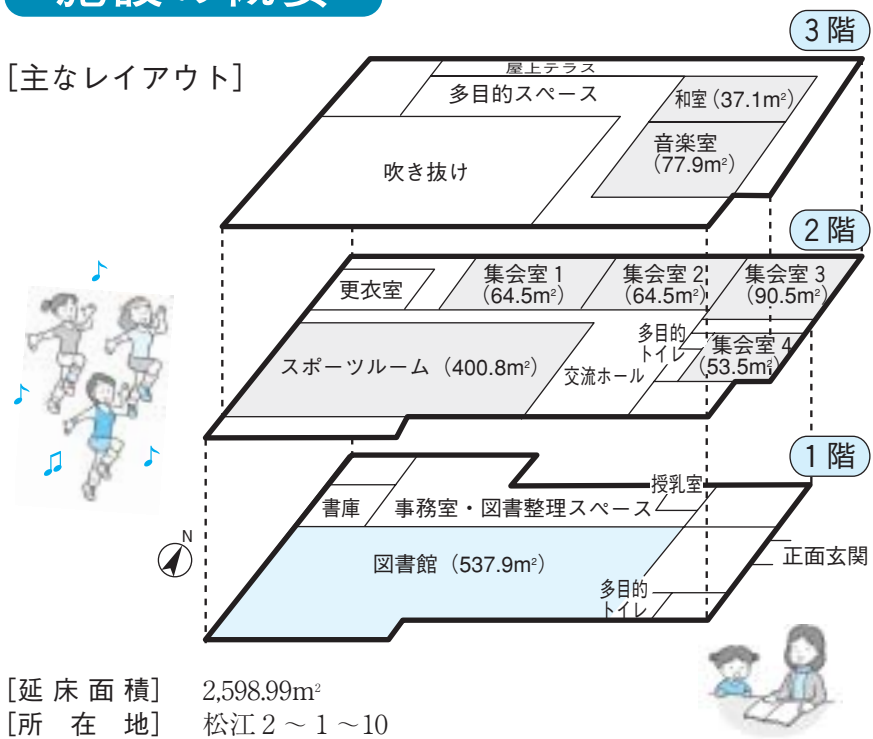 施設の概要
[主なレイアウト]
3階
屋上テラス
多目的スペース
和室(37.1m²)
音楽室
(77.9m²)
吹き抜け
2階
更衣室
集会室1
(64.5m²)
集会室2
(64.5m²)
集会室3
(90.5m²)
多目的
トイレ
集会室4
(53.5m²)
スポーツルーム(400.8m²)
交流ホール
1階
授乳室
書庫
事務室・図書整理スペース
N
図書館(537.9m²)
正面玄関
多目的
トイレ
[延床面積] 2,598.99m²
[所在地] 松江2~1~10